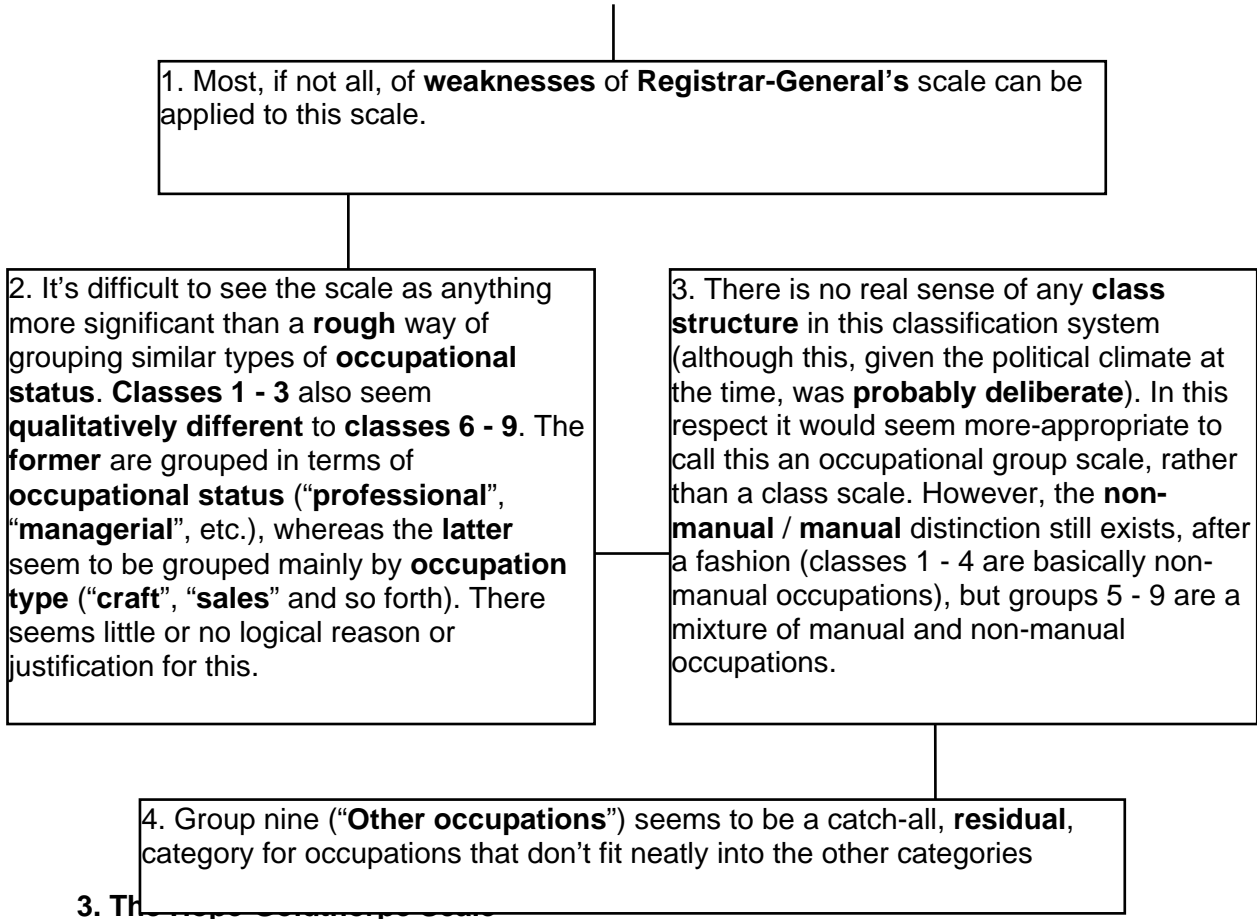 1. Most, if not all, of weaknesses of Registrar-General’s scale can be
applied to this scale.
2. It’s difficult to see the scale as anything
more significant than a rough way of
grouping similar types of occupational
status. Classes 1 - 3 also seem
qualitatively different to classes 6 - 9. The
former are grouped in terms of
occupational status (“professional”,
“managerial”, etc.), whereas the latter
seem to be grouped mainly by occupation
type (“craft”, “sales” and so forth). There
seems little or no logical reason or
justification for this.
3. There is no real sense of any class
structure in this classification system
(although this, given the political climate at
the time, was probably deliberate). In this
respect it would seem more-appropriate to
call this an occupational group scale, rather
than a class scale. However, the non-
manual / manual distinction still exists, after
a fashion (classes 1 - 4 are basically non-
manual occupations), but groups 5 - 9 are a
mixture of manual and non-manual
occupations.
4. Group nine (“Other occupations”) seems to be a catch-all, residual,
category for occupations that don’t fit neatly into the other categories
3. The